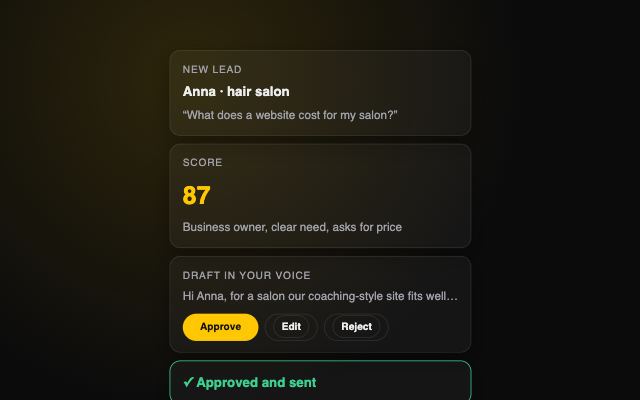 NEW LEAD
Anna · hair salon
“What does a website cost for my salon?”
SCORE
87
Business owner, clear need, asks for price
DRAFT IN YOUR VOICE
Hi Anna, for a salon our coaching-style site fits well…
Approve Edit Reject
✓ Approved and sent